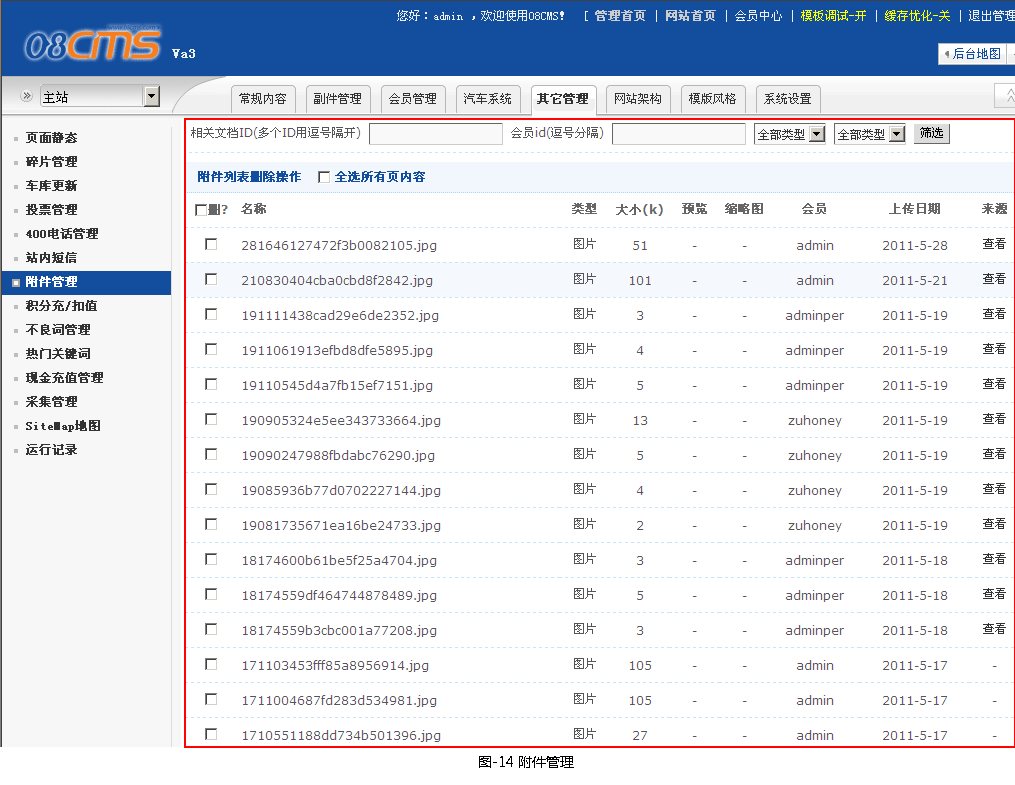 您好：admin ，欢迎使用08CMS！ [ 管理首页 | 网站首页 | 会员中心 | 模板调试-开 | 缓存优化-关 | 退出管理
08CMS Va3
后台地图
主站
常规内容 副件管理 会员管理 汽车系统 其它管理 网站架构 模版风格 系统设置
页面静态
碎片管理
车库更新
投票管理
400电话管理
站内短信
附件管理
积分充/扣值
不良词管理
热门关键词
现金充值管理
采集管理
SiteMap地图
运行记录
相关文档ID(多个ID用逗号隔开) 会员id(逗号分隔) 全部类型 全部类型 筛选
附件列表删除操作 全选所有页内容
删? 名称 类型 大小(k) 预览 缩略图 会员 上传日期 来源
281646127472f3b0082105.jpg 图片 51 - - admin 2011-5-28 查看
210830404cba0cbd8f2842.jpg 图片 101 - - admin 2011-5-21 查看
191111438cad29e6de2352.jpg 图片 3 - - adminper 2011-5-19 查看
1911061913efbd8dfe5895.jpg 图片 4 - - adminper 2011-5-19 查看
19110545d4a7fb15ef7151.jpg 图片 5 - - adminper 2011-5-19 查看
190905324e5ee343733664.jpg 图片 13 - - zuhoney 2011-5-19 查看
19090247988fbdabc76290.jpg 图片 5 - - zuhoney 2011-5-19 查看
19085936b77d0702227144.jpg 图片 4 - - zuhoney 2011-5-19 查看
19081735671ea16be24733.jpg 图片 2 - - zuhoney 2011-5-19 查看
18174600b61be5f25a4704.jpg 图片 3 - - adminper 2011-5-18 查看
18174559df464744878489.jpg 图片 5 - - adminper 2011-5-18 查看
18174559b3cbc001a77208.jpg 图片 3 - - adminper 2011-5-18 查看
171103453fff85a8956914.jpg 图片 105 - - admin 2011-5-17 -
1711004687fd283d534981.jpg 图片 105 - - admin 2011-5-17 -
1710551188dd734b501396.jpg 图片 27 - - admin 2011-5-17 -
图-14 附件管理